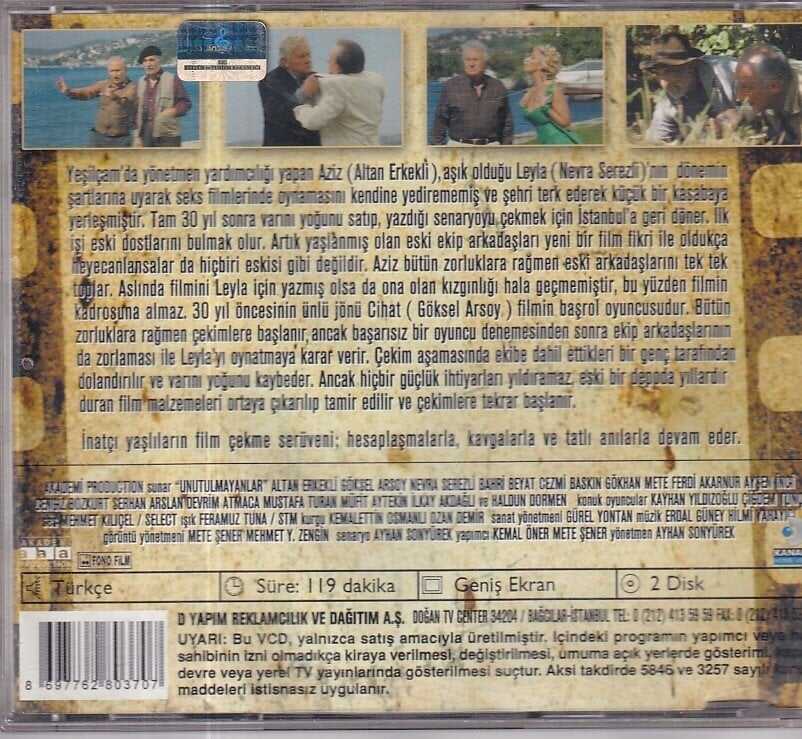 Yeşilçam'da yönetmen yardımcılığı yapan Aziz (Altan Erkekli), aşık olduğu Leyla (Nevra Serezli)'nın dönemin
şartlarına uyarak seks filmlerinde oynamasını kendine yedirememiş ve şehri terk ederek küçük bir kasabaya
yerleşmiştir. Tam 30 yıl sonra varını yoğunu satıp, yazdığı senaryoyu çekmek için İstanbul'a geri döner. İlk
işi eski dostlarını bulmak olur. Artık yaşlanmış olan eski ekip arkadaşları yeni bir film fikri ile oldukça
heyecanlansalar da hiçbiri eskisi gibi değildir. Aziz bütün zorluklara rağmen eski arkadaşlarını tek tek
toplar. Aslında filmini Leyla için yazmış olsa da ona olan kızgınlığı hala geçmemiştir, bu yüzden filmin
kadrosuna almaz. 30 yıl öncesinin ünlü jönü Cihat ( Göksel Arsoy ) filmin başrol oyuncusudur. Bütün
zorluklara rağmen çekimlere başlanır, ancak başarısız bir oyuncu denemesinden sonra ekip arkadaşlarının
da zorlaması ile Leyla'yı oynatmaya karar verir. Çekim aşamasında ekibe dahil ettikleri bir genç tarafından
dolandırılır ve varını yoğunu kaybeder. Ancak hiçbir güçlük ihtiyarları yıldıramaz, eski bir depoda yıllardır
duran film malzemeleri ortaya çıkarılıp tamir edilir ve çekimlere tekrar başlanır.
İnatçı yaşlıların film çekme serüveni; hesaplaşmalarla, kavgalarla ve tatlı anılarla devam eder.
AKADEMİ PRODUCTION sunar "UNUTULMAYANLAR" ALTAN ERKEKLİ GÖKSEL ARSOY NEVRA SEREZLİ BAHRİ BEYAT CEZMİ BASKIN GÖKHAN METE FERDİ AKARNUR AYŞEN İNCİ
DENİZ BOZKURT SERHAN ARSLAN DEVRİM ATMACA MUSTAFA TURAN MÜFİT AYTEKİN İLKAY AKDAĞLI ve HALDUN DORMEN konuk oyuncular KAYHAN YILDIZOĞLU ÇİĞDEM
ses MEHMET KILIÇEL / SELECT ışık FERAMUZ TUNA / STM kurgu KEMALETTİN OSMANLI OZAN DEMİR sanat yönetmeni GÜREL YONTAN müzik ERDAL GÜNEY HİLMİ
görüntü yönetmeni METE ŞENER MEHMET Y. ZENGİN senaryo AYHAN SONYÜREK yapımcı KEMAL ÖNER METE ŞENER yönetmen AYHAN SONYÜREK
FONO FILM
KANAL
Türkçe
Süre: 119 dakika
Geniş Ekran
2 Disk
D YAPIM REKLAMCILIK VE DAĞITIM A.Ş. DOĞAN TV CENTER 34204 / BAĞCILAR-İSTANBUL TEL: 0 (212) 413 59 59 FAX: 0 (212)
UYARI: Bu VCD, yalnızca satış amacıyla üretilmiştir. İçindeki programın yapımcı veya
sahibinin izni olmadıkça kiraya verilmesi, değiştirilmesi, umuma açık yerlerde gösterimi,
devre veya yerel TV yayınlarında gösterilmesi suçtur. Aksi takdirde 5846 ve 3257 sayılı
maddeleri istisnasız uygulanır.
8 697762 803707